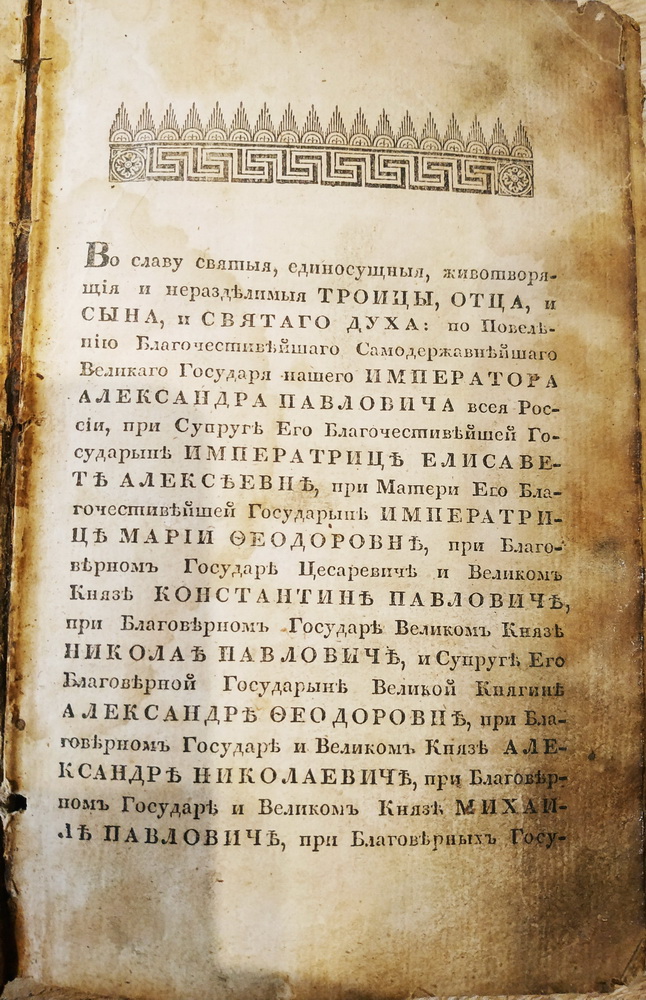 Во славу святыя, единосущныя, животворя-
щія и нераздѣлимыя ТРОИЦЫ, ОТЦА, и
СЫНА, и СВЯТАГО ДУХА: по Повелѣ-
нію Благочестивѣйшаго Самодержавнѣйшаго
Великаго Государя нашего ИМПЕРАТОРА
АЛЕКСАНДРА ПАВЛОВИЧА всея Рос-
сіи, при Супругѣ Его Благочестивѣйшей Го-
сударынѣ ИМПЕРАТРИЦѢ ЕЛИСАВЕ-
ТѢ АЛЕКСѢЕВНѢ, при Матери Его Бла-
гочестивѣйшей Государынѣ ИМПЕРАТРИ-
ЦѢ МАРІИ ѲЕОДОРОВНѢ, при Благо-
вѣрномъ Государѣ Цесаревичѣ и Великомъ
Князѣ КОНСТАНТИНѢ ПАВЛОВИЧѢ,
при Благовѣрномъ Государѣ Великомъ Князѣ
НИКОЛАѢ ПАВЛОВИЧѢ, и Супругѣ Его
Благовѣрной Государынѣ Великой Княгинѣ
АЛЕКСАНДРѢ ѲЕОДОРОВНѢ, при Бла-
говѣрномъ Государѣ и Великомъ Князѣ АЛЕ-
КСАНДРѢ НИКОЛАЕВИЧѢ, при Благовѣр-
номъ Государѣ и Великомъ Князѣ МИХАИ-
ЛѢ ПАВЛОВИЧѢ, при Благовѣрныхъ Госу-